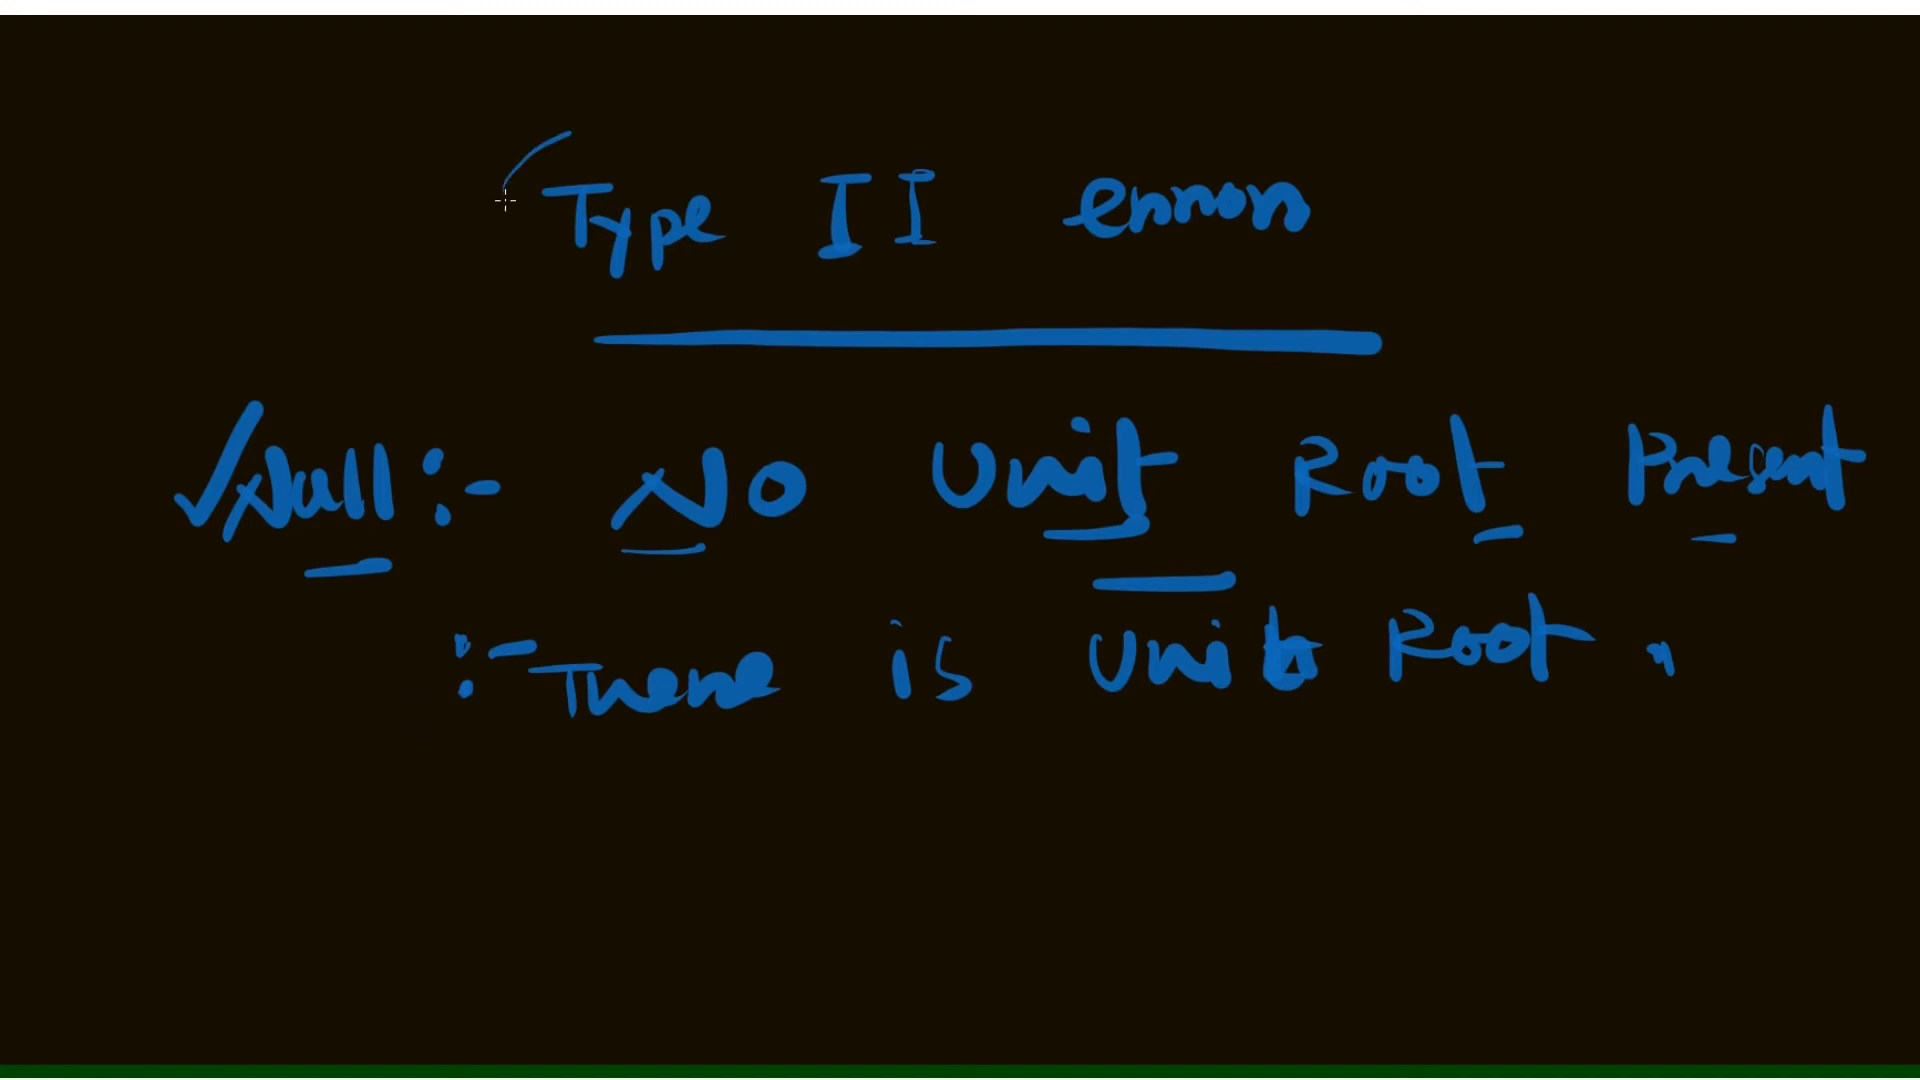 Type II error
Null :- No Unit Root Present
:- There is Unit Root .